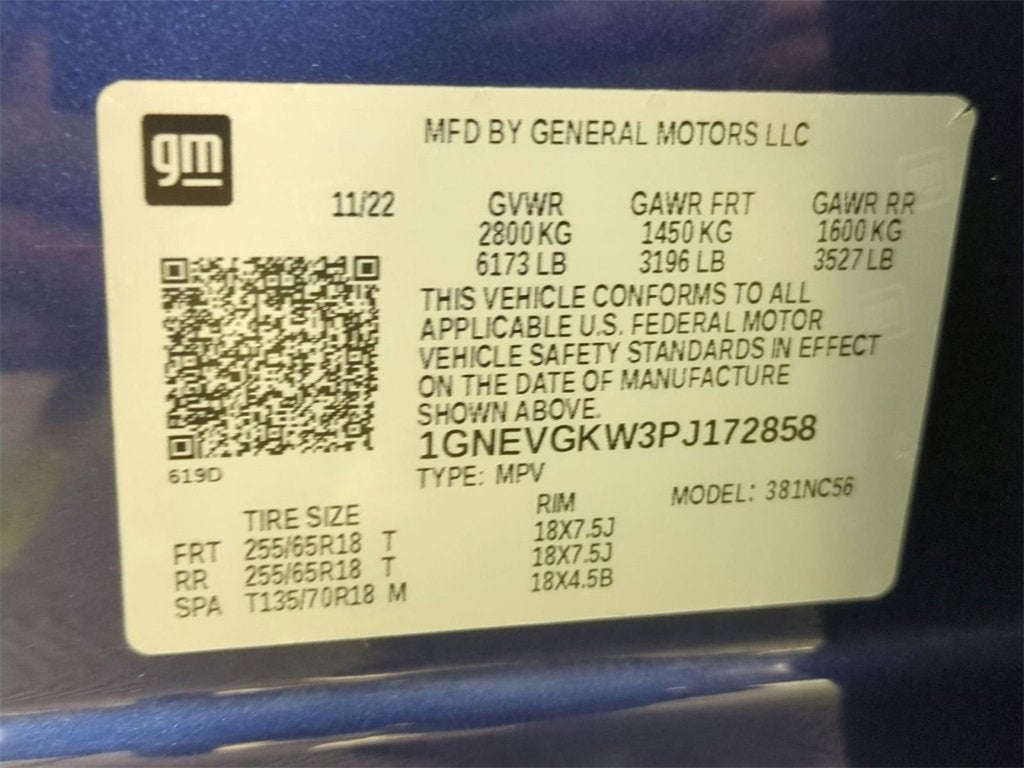 gm
MFD BY GENERAL MOTORS LLC
11/22 GVWR GAWR FRT GAWR RR
2800 KG 1450 KG 1600 KG
6173 LB 3196 LB 3527 LB
THIS VEHICLE CONFORMS TO ALL
APPLICABLE U.S. FEDERAL MOTOR
VEHICLE SAFETY STANDARDS IN EFFECT
ON THE DATE OF MANUFACTURE
SHOWN ABOVE.
1GNEVGKW3PJ172858
619D
TYPE: MPV MODEL: 381NC56
TIRE SIZE RIM
FRT 255/65R18 T 18X7.5J
RR 255/65R18 T 18X7.5J
SPA T135/70R18 M 18X4.5B